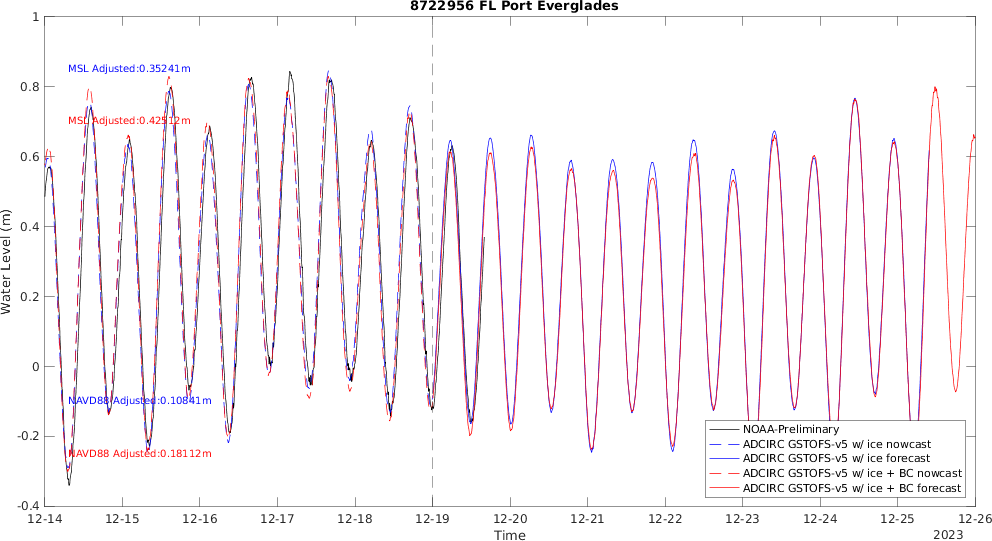 8722956 FL Port Everglades
1
0.8
0.6
0.4
0.2
0
-0.2
-0.4
Water Level (m)
MSL Adjusted:0.35241m
MSL Adjusted:0.42512m
NAVD88 Adjusted:0.10841m
NAVD88 Adjusted:0.18112m
NOAA-Preliminary
ADCIRC GSTOFS-v5 w/ ice nowcast
ADCIRC GSTOFS-v5 w/ ice forecast
ADCIRC GSTOFS-v5 w/ ice + BC nowcast
ADCIRC GSTOFS-v5 w/ ice + BC forecast
12-14 12-15 12-16 12-17 12-18 12-19 12-20 12-21 12-22 12-23 12-24 12-25 12-26
Time
2023